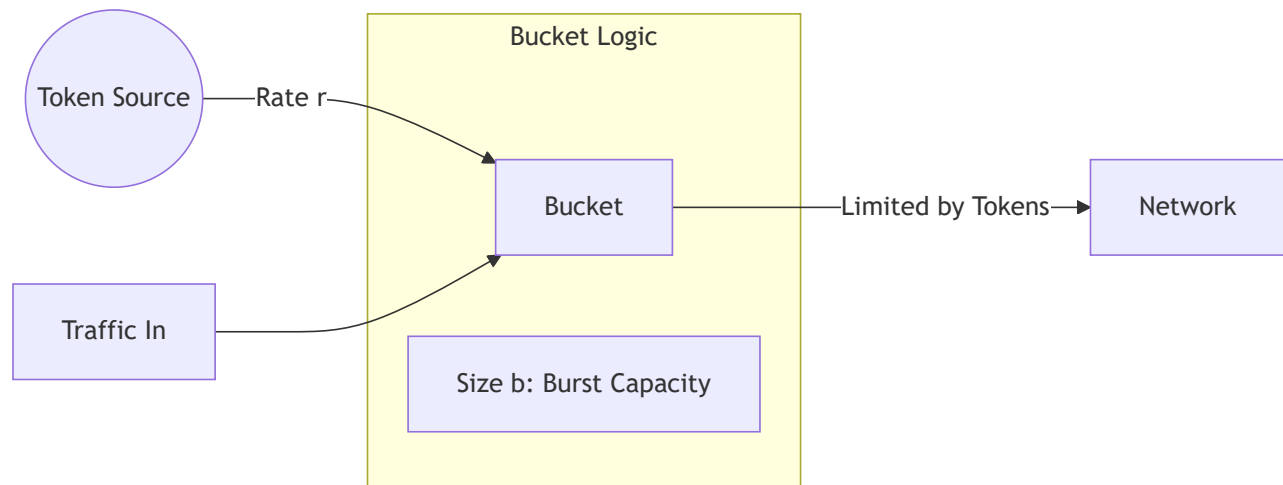 Bucket Logic
Token Source
Rate r
Bucket
Limited by Tokens
Network
Traffic In
Size b: Burst Capacity